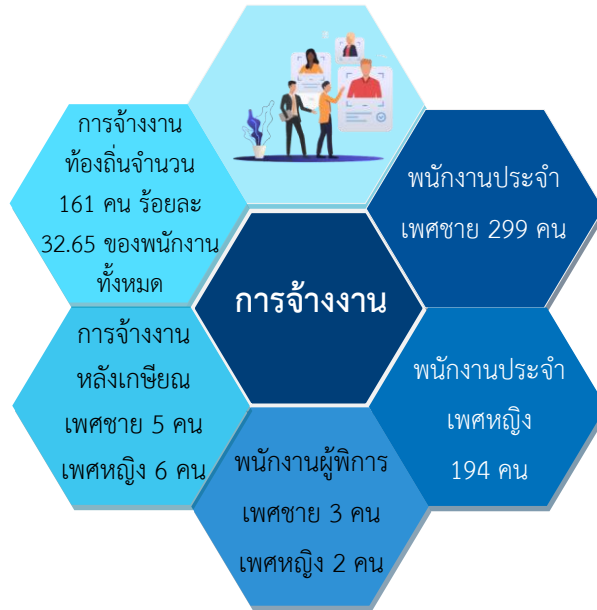 การจ้างงาน
ท้องถิ่นจำนวน
161 คน ร้อยละ
32.65 ของพนักงาน
ทั้งหมด
พนักงานประจำ
เพศชาย 299 คน
การจ้างงาน
การจ้างงาน
หลังเกษียณ
เพศชาย 5 คน
เพศหญิง 6 คน
พนักงานประจำ
เพศหญิง
194 คน
พนักงานผู้พิการ
เพศชาย 3 คน
เพศหญิง 2 คน